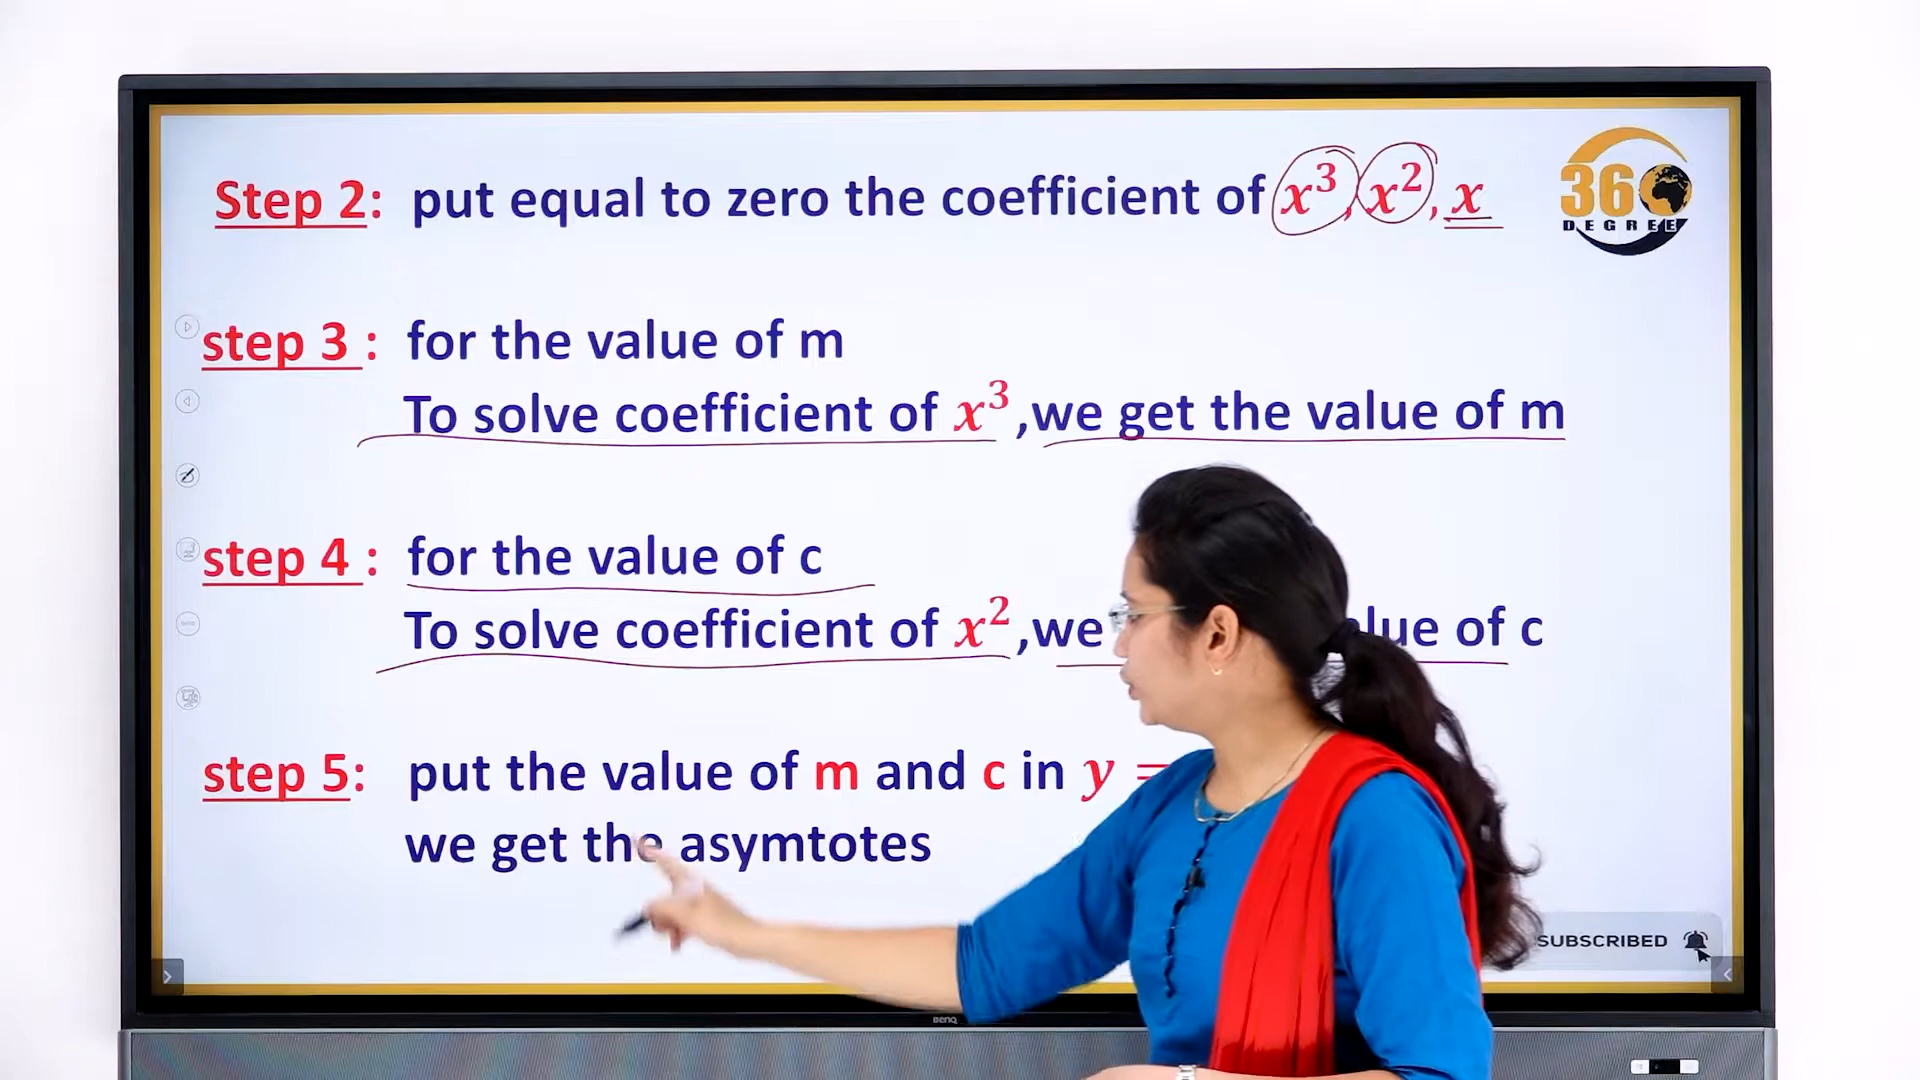 Step 2: put equal to zero the coefficient of x³, x², x
360
DEGREE
step 3 : for the value of m
To solve coefficient of x³ ,we get the value of m
step 4 : for the value of c
To solve coefficient of x² ,we of c
step 5: put the value of m and c in y =
we get the asymtotes
SUBSCRIBED
BenQ